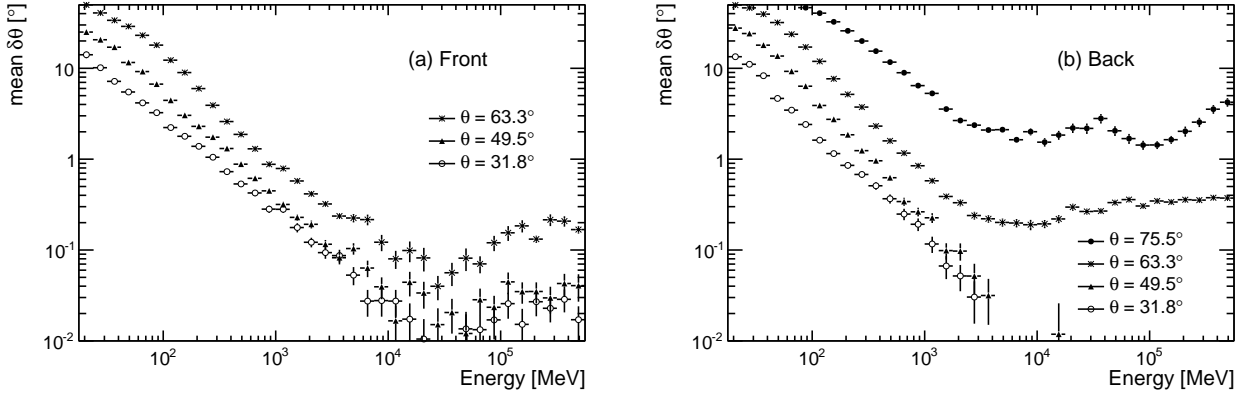 mean δθ [°]
10
1
10⁻¹
10⁻²
(a) Front
θ = 63.3°
θ = 49.5°
θ = 31.8°
10² 10³ 10⁴ 10⁵
Energy [MeV]
mean δθ [°]
10
1
10⁻¹
10⁻²
(b) Back
θ = 75.5°
θ = 63.3°
θ = 49.5°
θ = 31.8°
10² 10³ 10⁴ 10⁵
Energy [MeV]